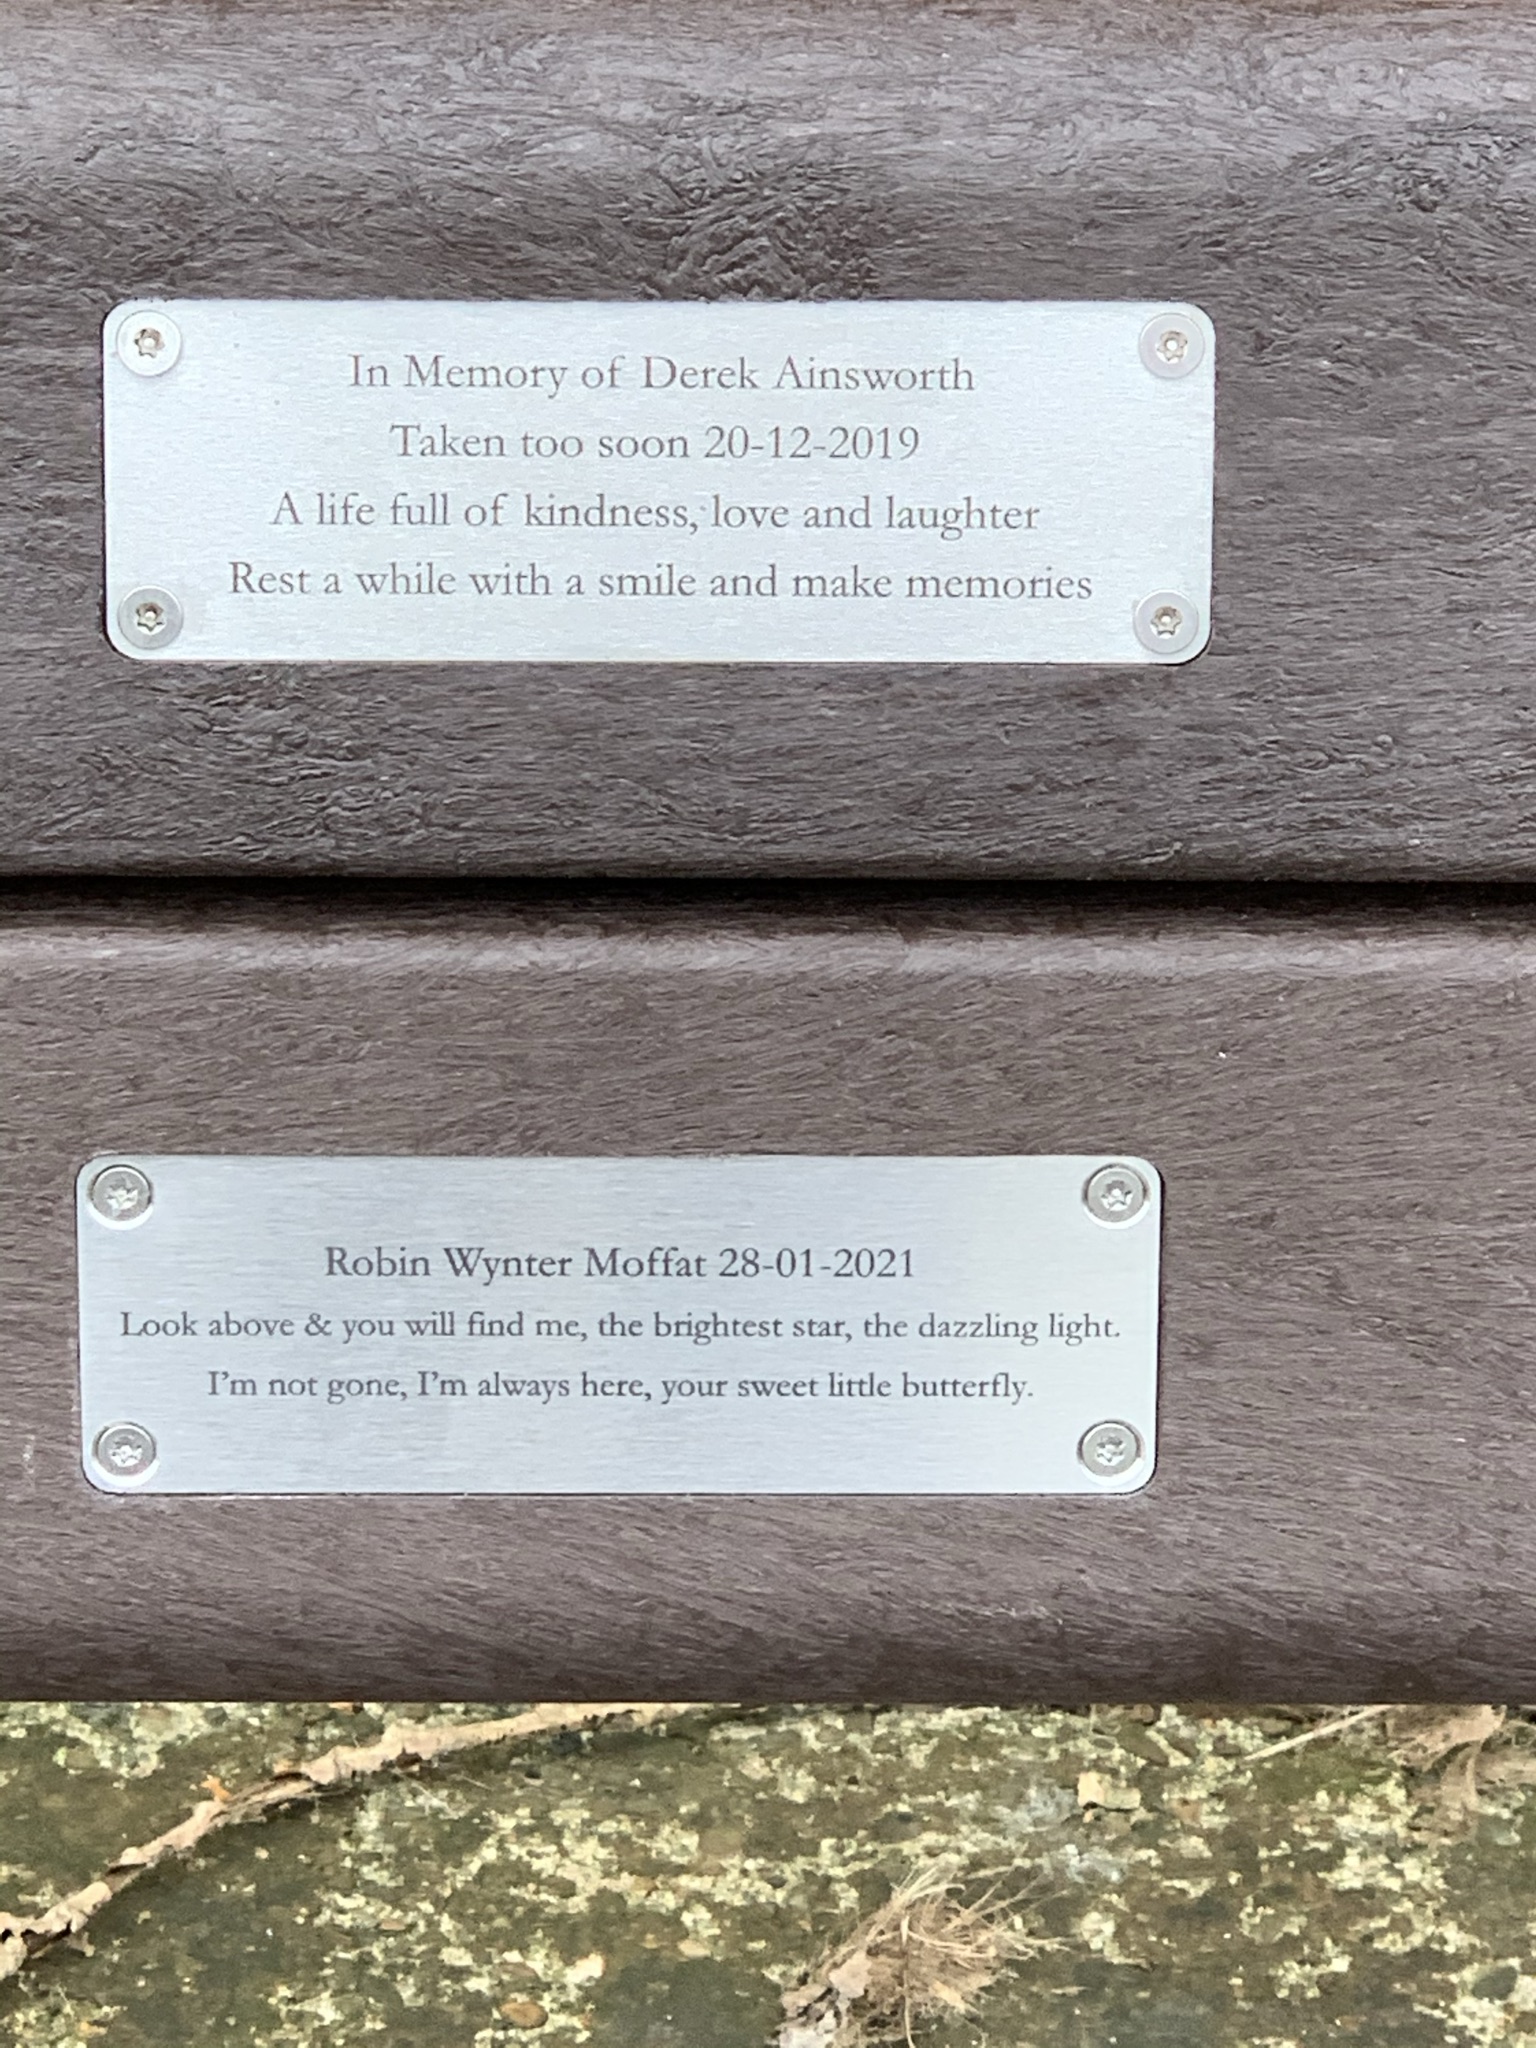 In Memory of Derek Ainsworth
Taken too soon 20-12-2019
A life full of kindness, love and laughter
Rest a while with a smile and make memories
Robin Wynter Moffat 28-01-2021
Look above & you will find me, the brightest star, the dazzling light.
I'm not gone, I'm always here, your sweet little butterfly.